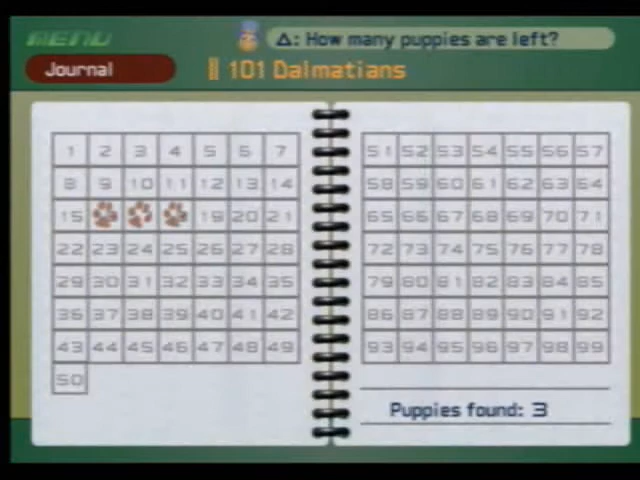 MENU
Δ: How many puppies are left?
Journal
101 Dalmatians
1 2 3 4 5 6 7
8 9 10 11 12 13 14
15 19 20 21
22 23 24 25 26 27 28
29 30 31 32 33 34 35
36 37 38 39 40 41 42
43 44 45 46 47 48 49
50
51 52 53 54 55 56 57
58 59 60 61 62 63 64
65 66 67 68 69 70 71
72 73 74 75 76 77 78
79 80 81 82 83 84 85
86 87 88 89 90 91 92
93 94 95 96 97 98 99
Puppies found: 3